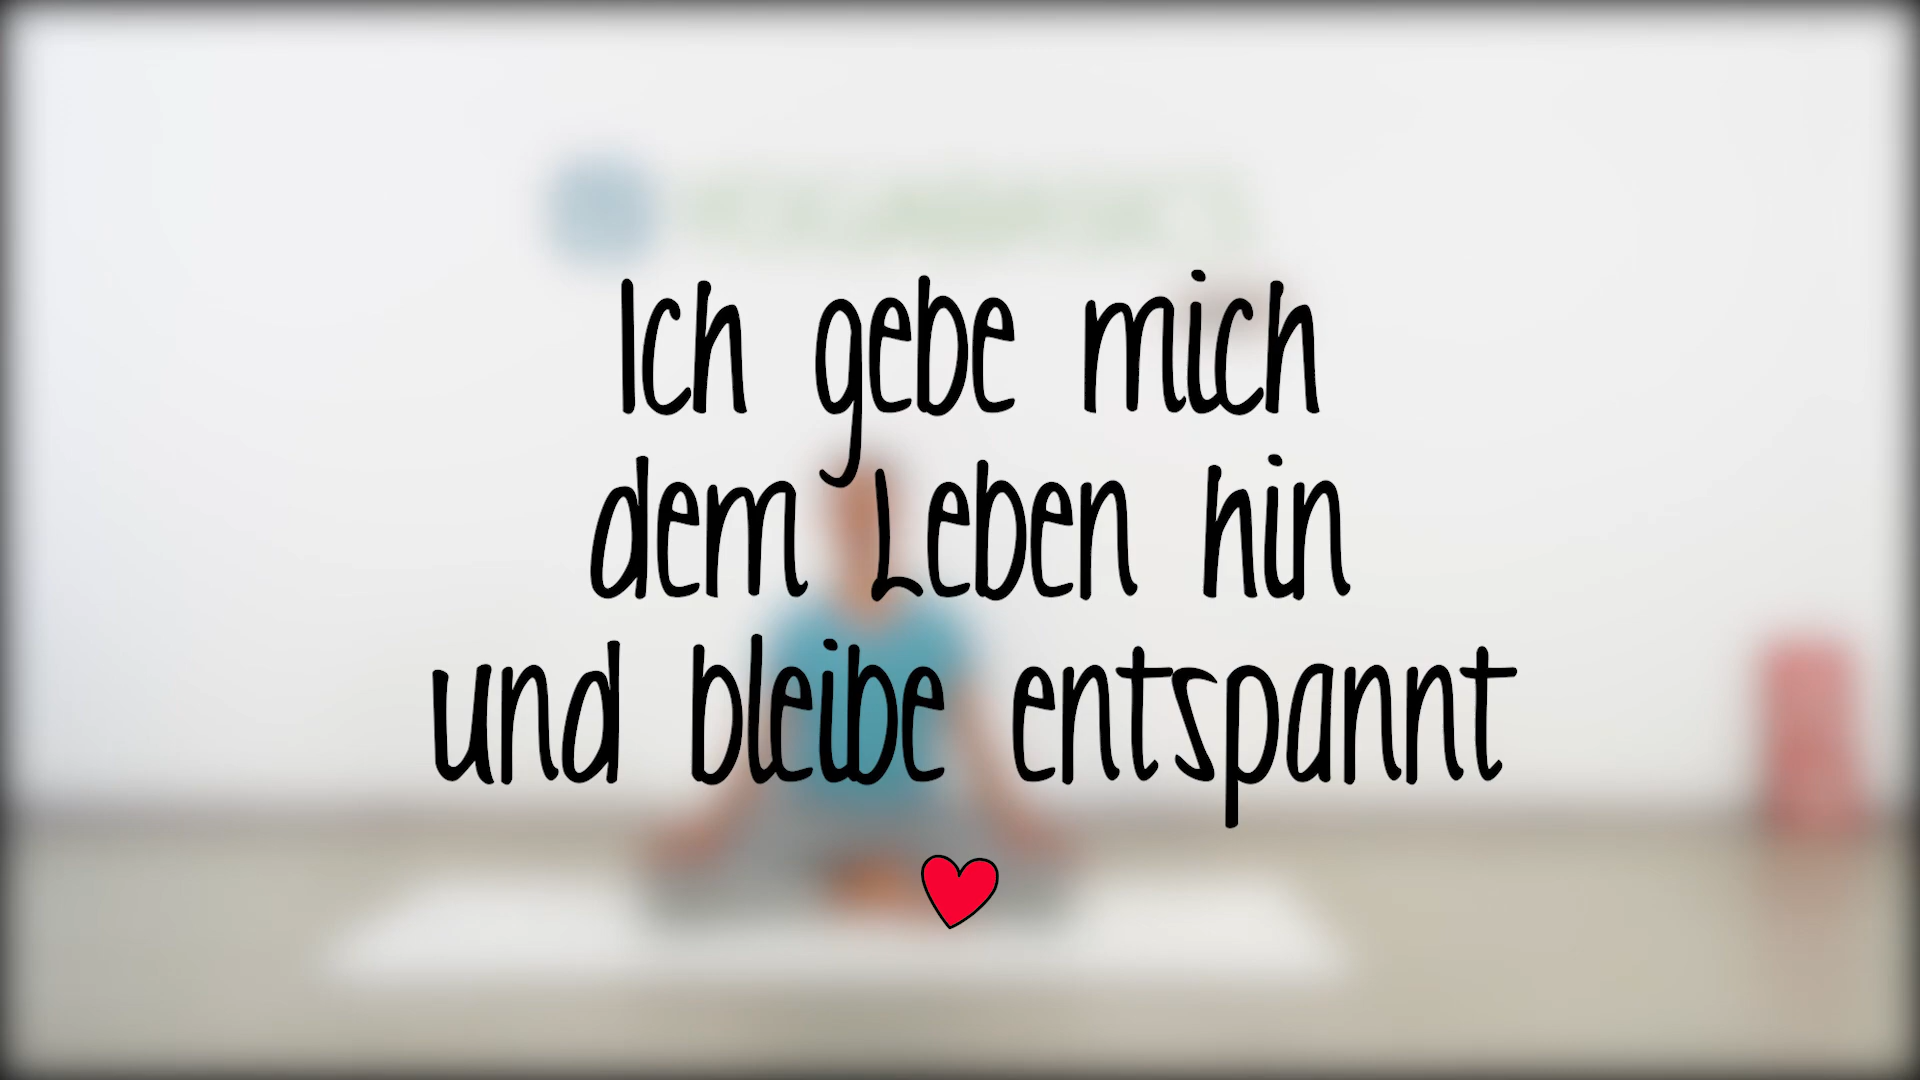 Ich gebe mich
dem Leben hin
und bleibe entspannt